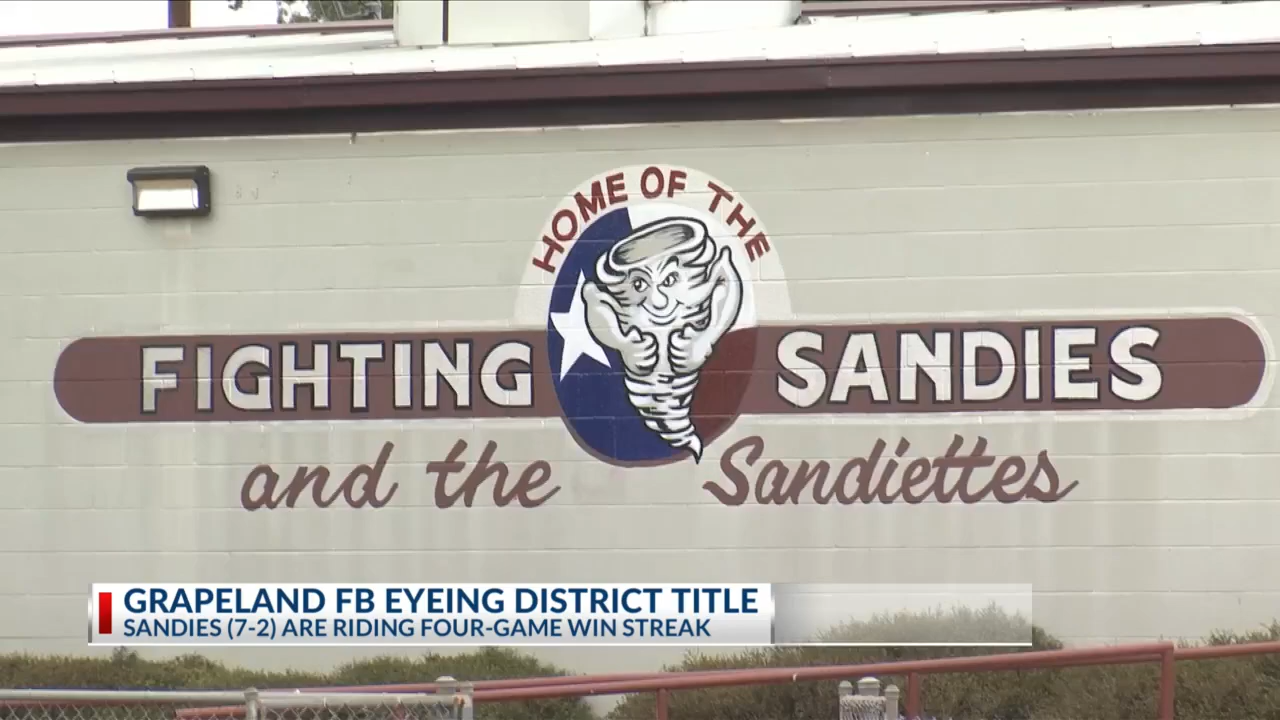 HOME OF THE
FIGHTING SANDIES
and the Sandiettes
GRAPELAND FB EYEING DISTRICT TITLE
SANDIES (7-2) ARE RIDING FOUR-GAME WIN STREAK